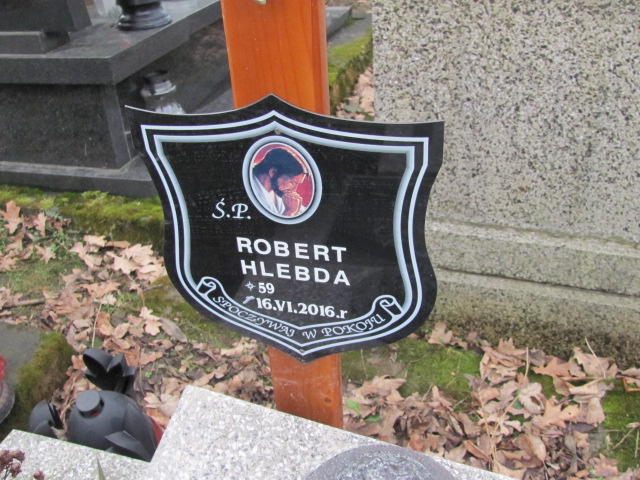 Ś.P.
ROBERT
HLEBDA
59
16.VI.2016.r
SPOCZYWAJ W POKOJU